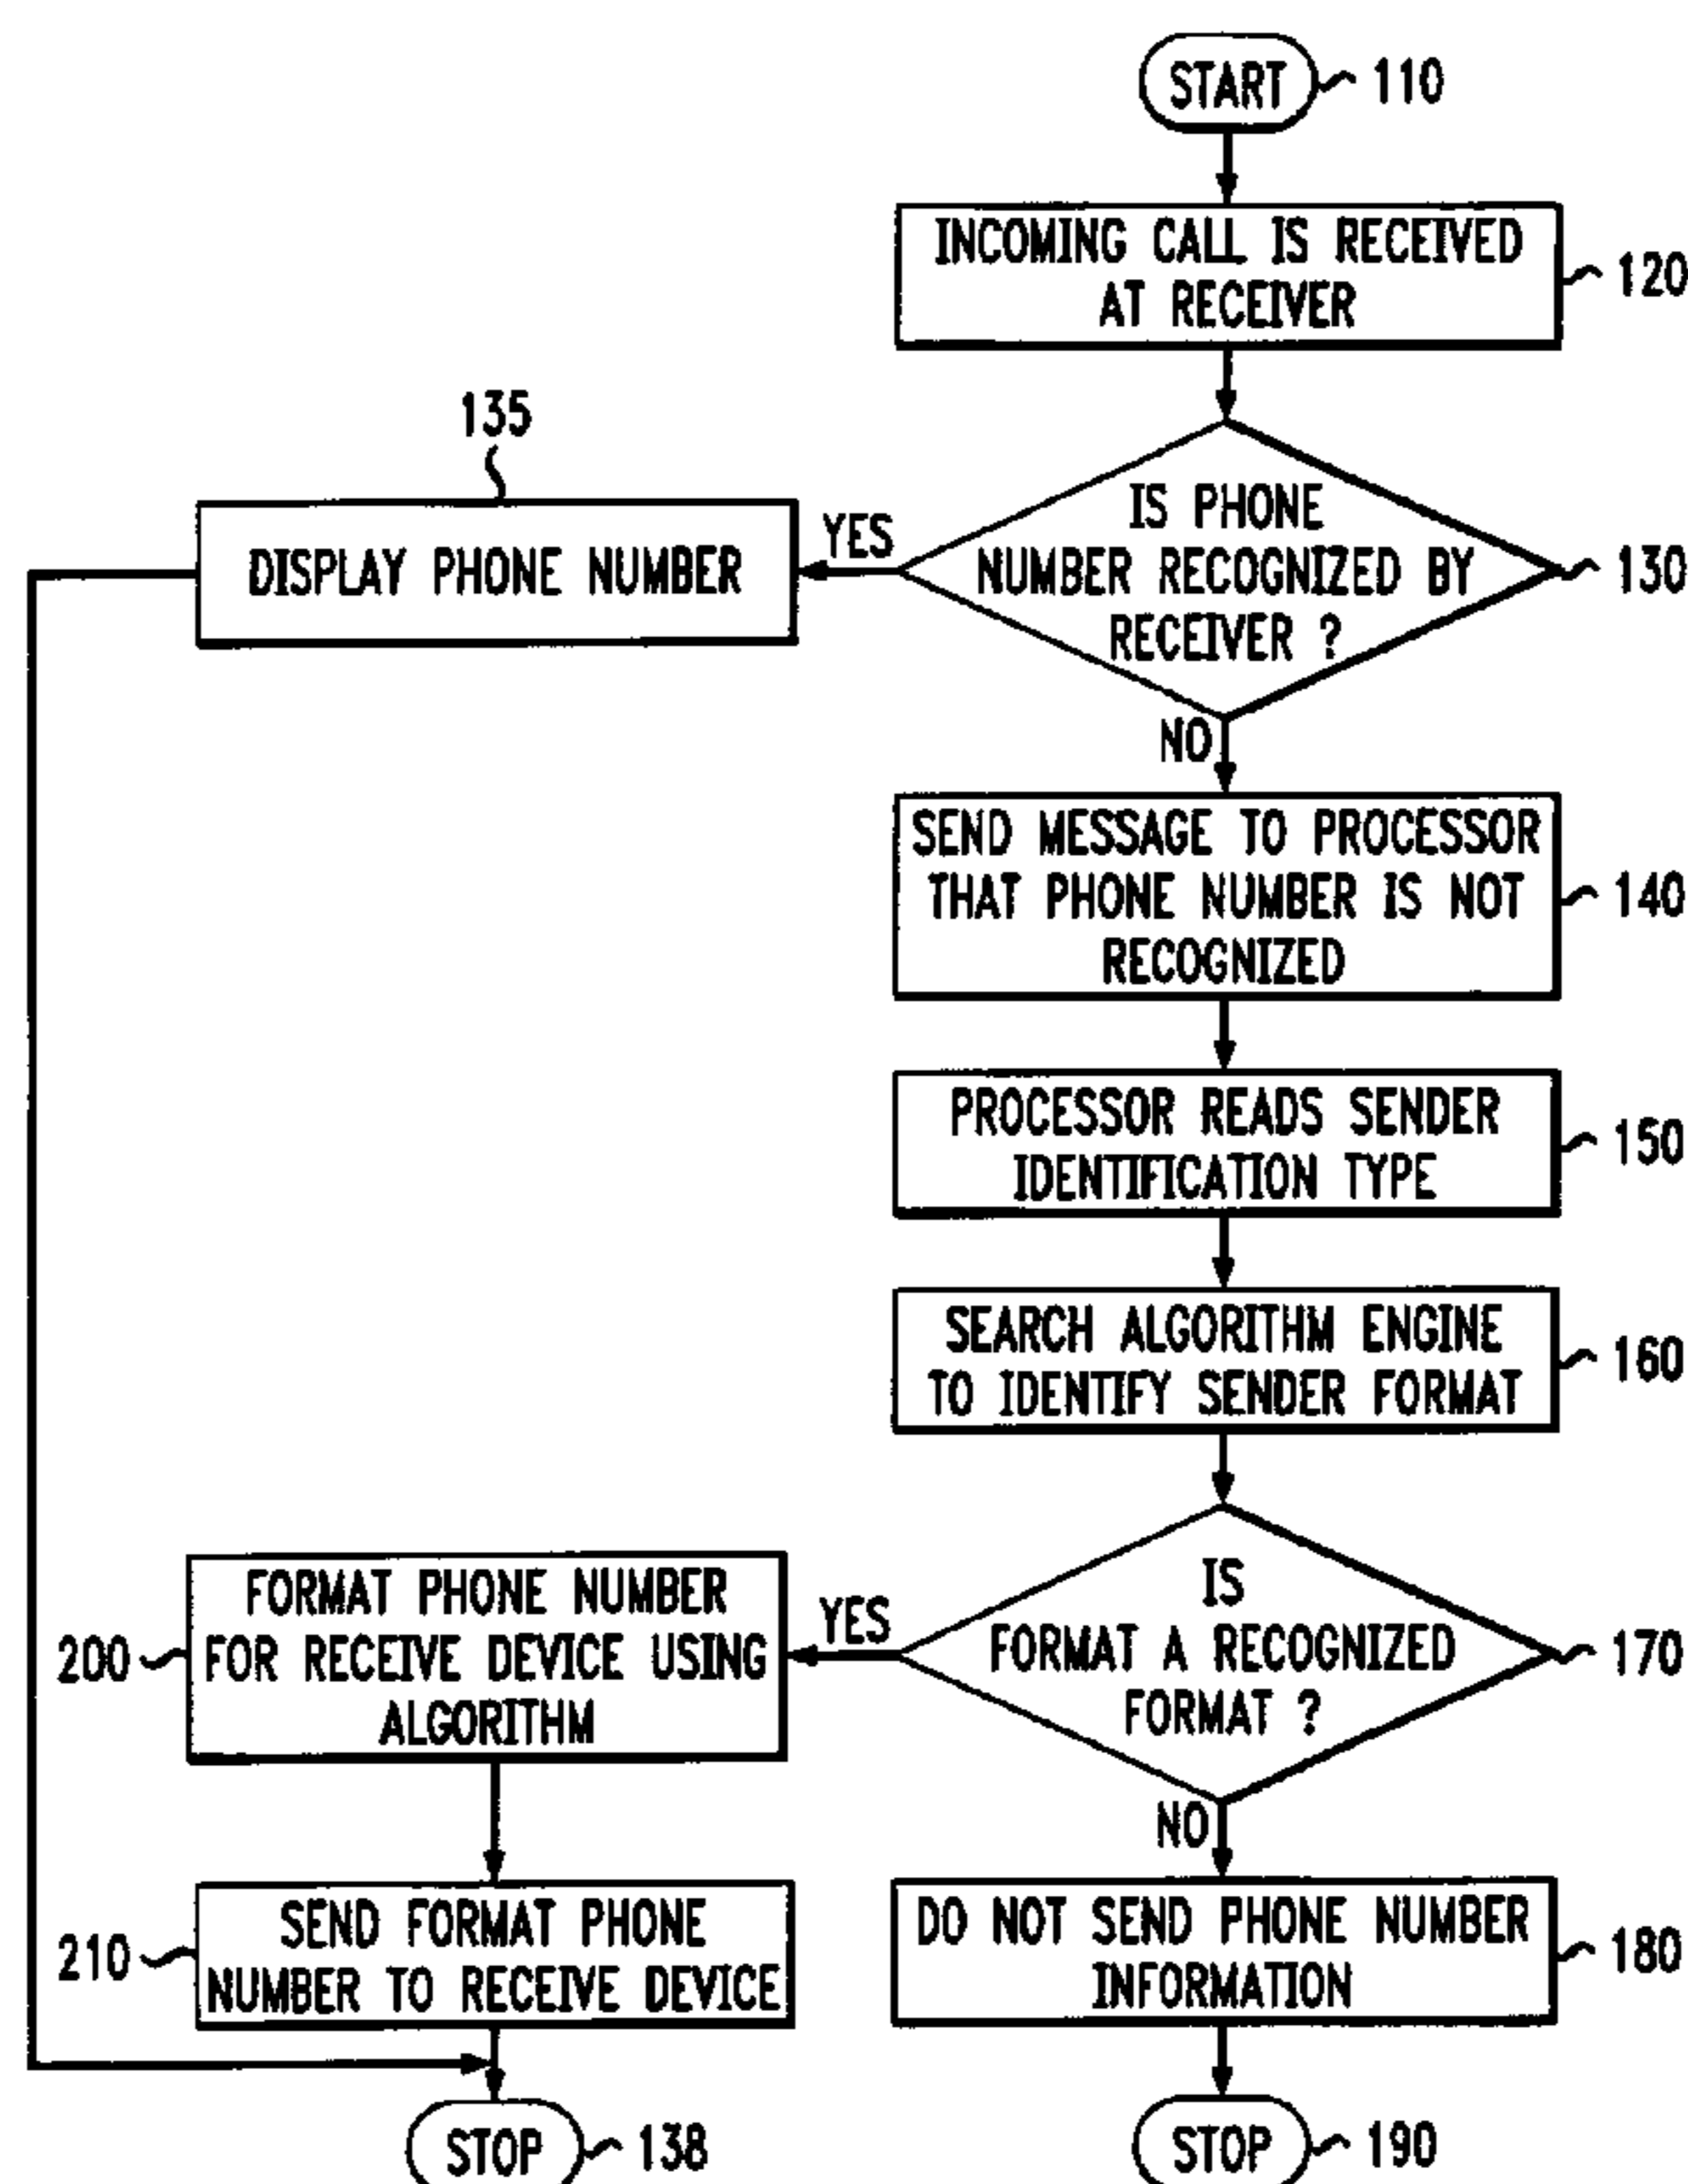 START
110
INCOMING CALL IS RECEIVED
AT RECEIVER
120
135
DISPLAY PHONE NUMBER
YES
IS PHONE
NUMBER RECOGNIZED BY
RECEIVER ?
130
NO
SEND MESSAGE TO PROCESSOR
THAT PHONE NUMBER IS NOT
RECOGNIZED
140
PROCESSOR READS SENDER
IDENTIFICATION TYPE
150
SEARCH ALGORITHM ENGINE
TO IDENTIFY SENDER FORMAT
160
IS
FORMAT A RECOGNIZED
FORMAT ?
170
YES
FORMAT PHONE NUMBER
FOR RECEIVE DEVICE USING
ALGORITHM
200
NO
SEND FORMAT PHONE
NUMBER TO RECEIVE DEVICE
210
DO NOT SEND PHONE NUMBER
INFORMATION
180
STOP
138
STOP
190